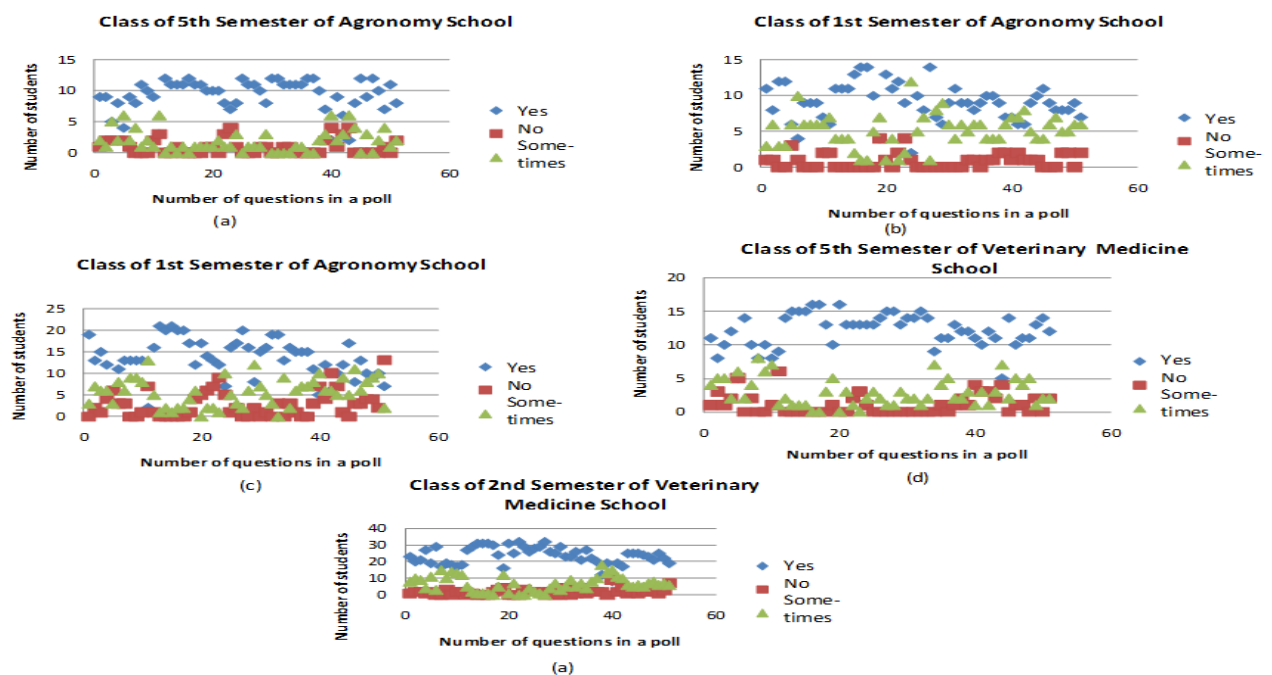 Class of 5th Semester of Agronomy School
Number of students
15
10
5
0
0
20
40
60
Yes
No
Some-
times
Number of questions in a poll
(a)
Class of 1st Semester of Agronomy School
Number of students
15
10
5
0
0
20
40
60
Yes
No
Some-
times
Number of questions in a poll
(b)
Class of 1st Semester of Agronomy School
Number of students
25
20
15
10
5
0
0
20
40
60
Yes
No
Some-
times
Number of questions in a poll
(c)
Class of 5th Semester of Veterinary Medicine
School
Number of students
20
15
10
5
0
0
20
40
60
Yes
No
Some-
times
Number of questions in a poll
(d)
Class of 2nd Semester of Veterinary
Medicine School
Number of students
40
30
20
10
0
0
20
40
60
Yes
No
Some-
times
Number of questions in a poll
(a)